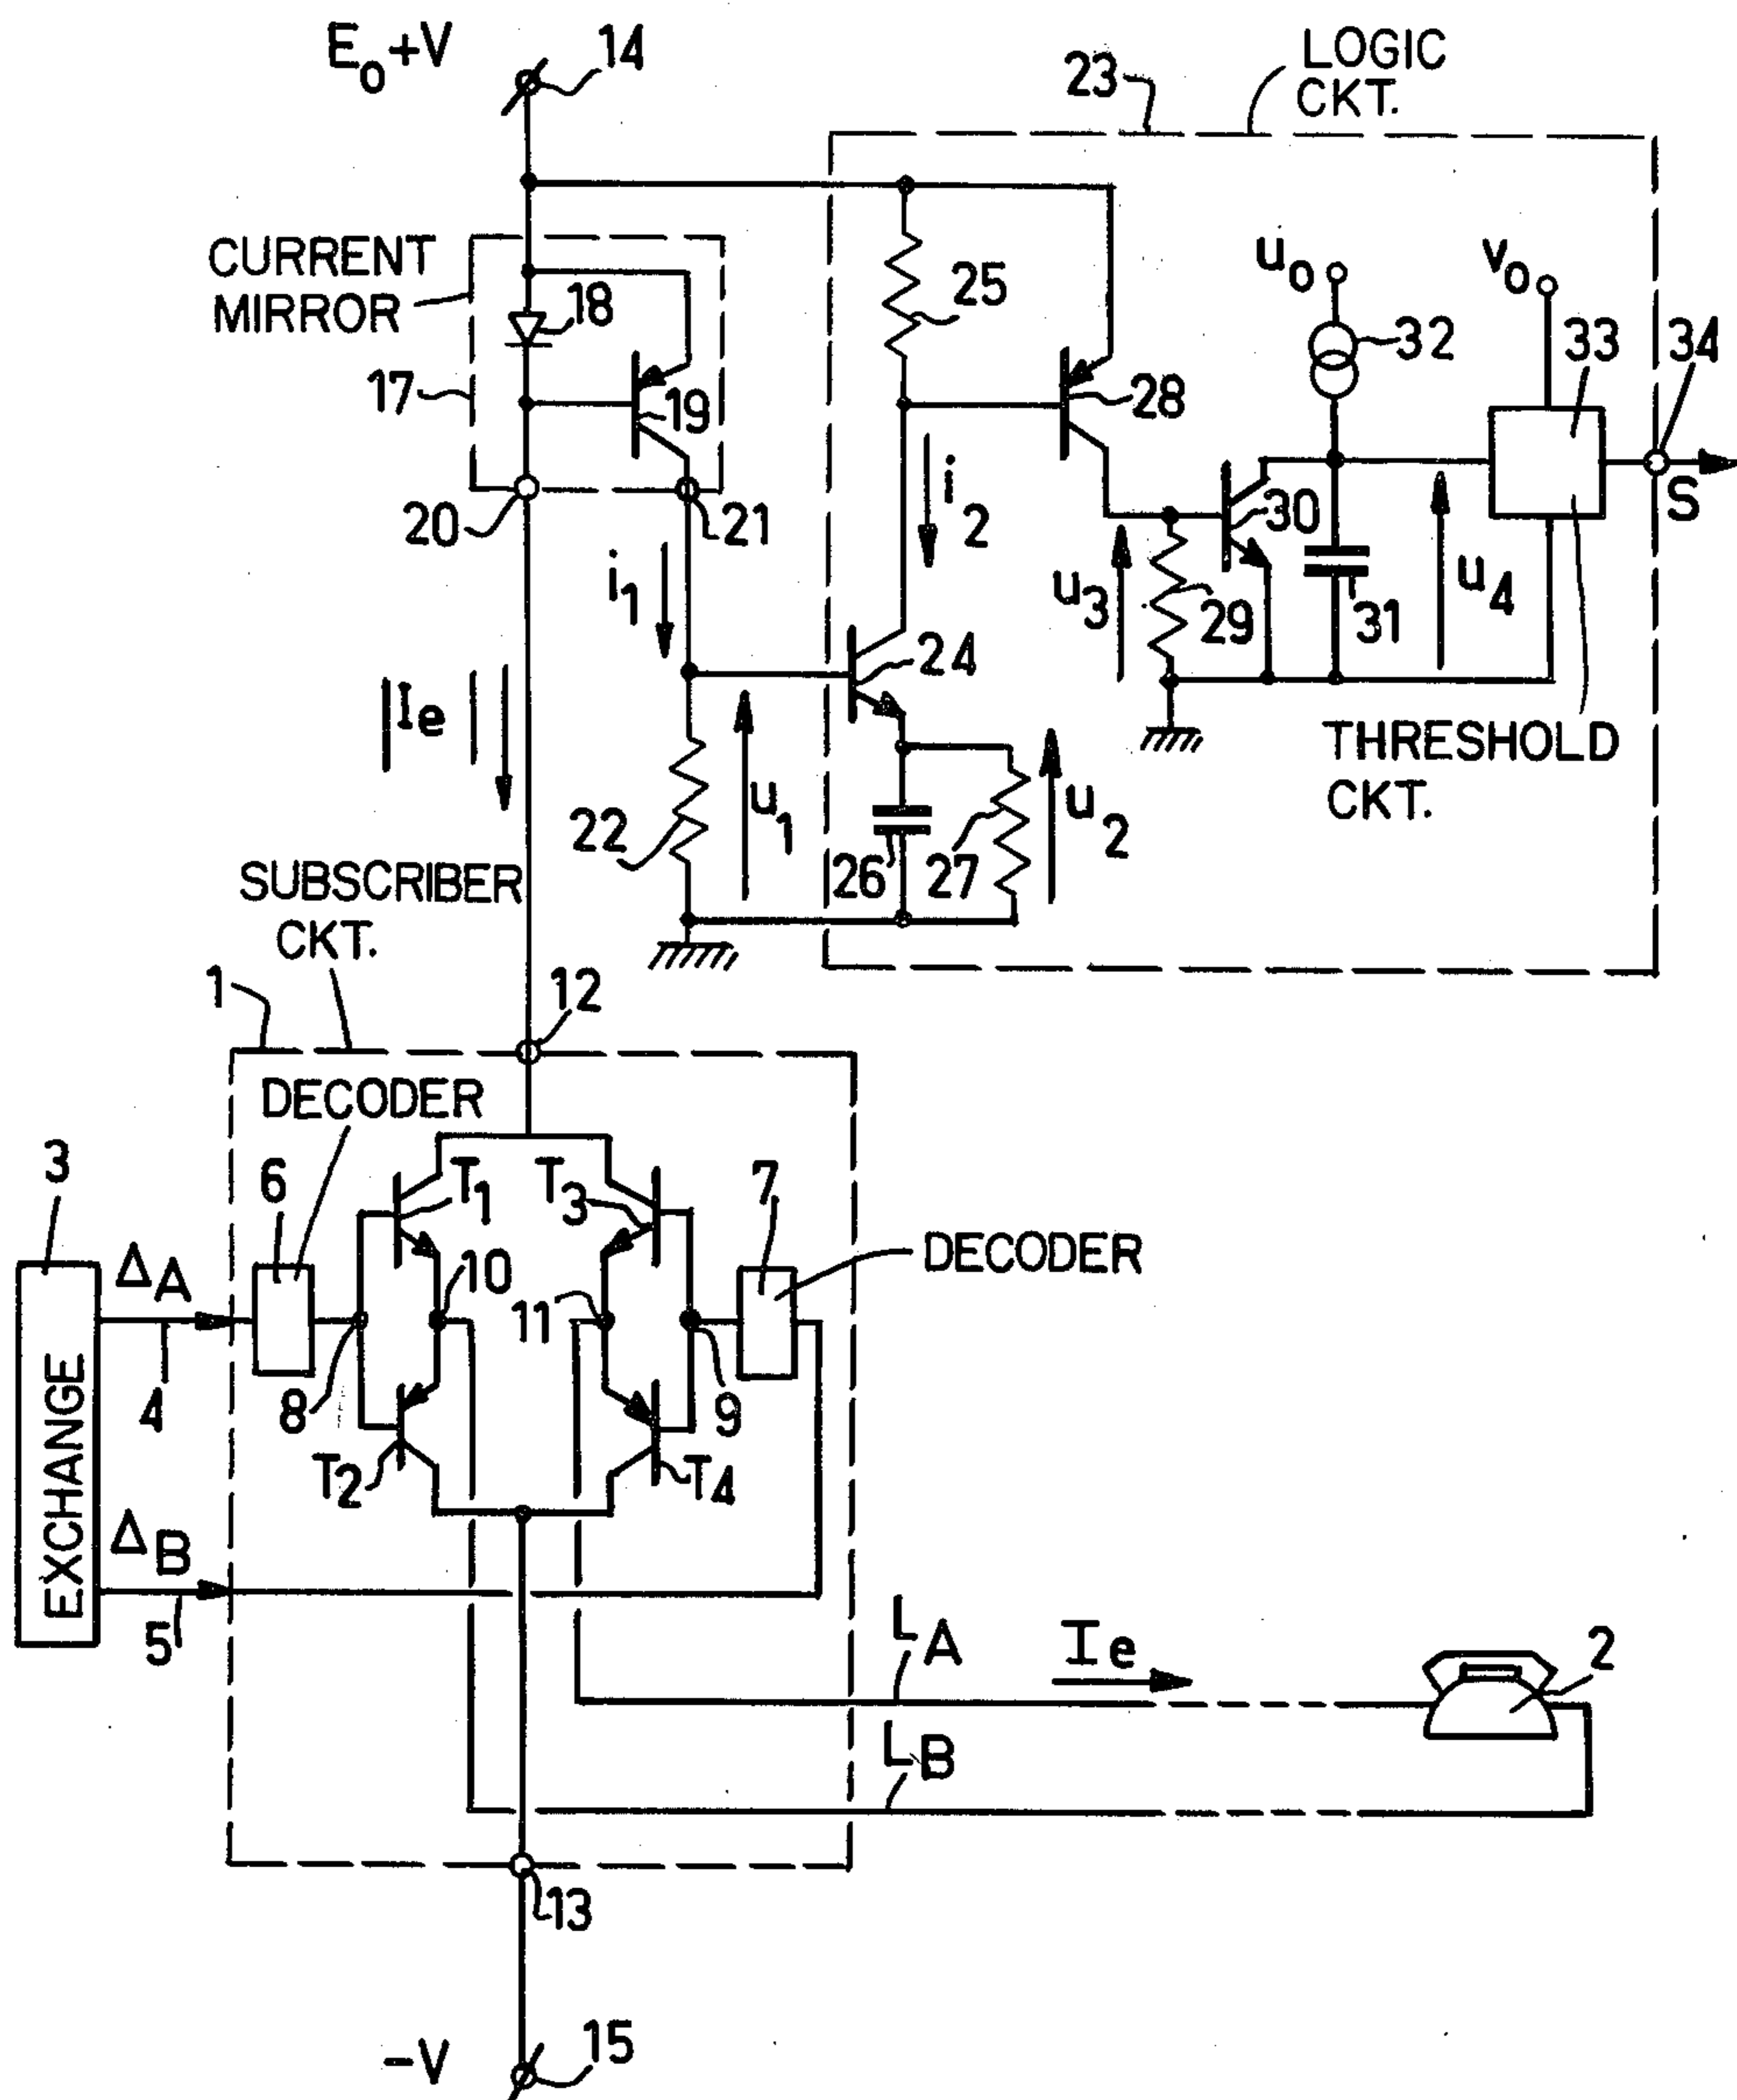 E₀ +V
14
23
LOGIC
CKT.
CURRENT
MIRROR
18
25
u₀
v₀
32
33
34
17
19
28
20
21
i₂
30
S
i₁
u₃
29
31
u₄
24
|Ie|
THRESHOLD
CKT.
22
u₁
26
27
u₂
SUBSCRIBER
CKT.
1
12
DECODER
3
6
T₁
T₃
7
ΔA
10
11
DECODER
4
8
9
EXCHANGE
T₂
T₄
ΔB
5
LA
Ie
2
LB
13
-V
15